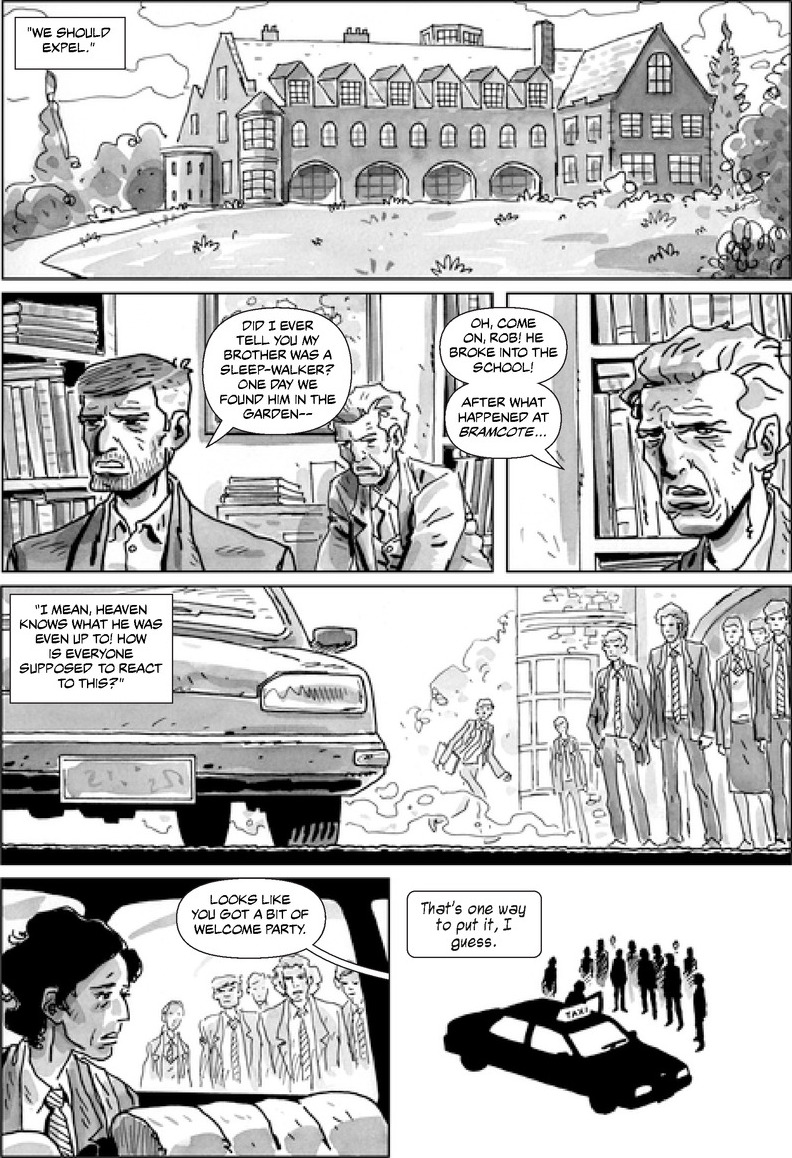 "WE SHOULD
EXPEL."
DID I EVER
TELL YOU MY
BROTHER WAS A
SLEEP-WALKER?
ONE DAY WE
FOUND HIM IN THE
GARDEN--
OH, COME
ON, ROB! HE
BROKE INTO THE
SCHOOL!
AFTER WHAT
HAPPENED AT
BRAMCOTE...
"I MEAN, HEAVEN
KNOWS WHAT HE WAS
EVEN UP TO! HOW
IS EVERYONE
SUPPOSED TO REACT
TO THIS?"
LOOKS LIKE
YOU GOT A BIT OF
WELCOME PARTY.
That's one way
to put it, I
guess.
TAXI